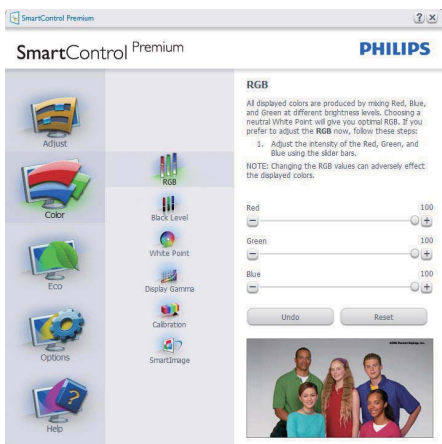 SmartControl Premium
? ×
SmartControl Premium
PHILIPS
Adjust
Color
Eco
Options
Help
RGB
Black Level
White Point
Display Gamma
Calibration
SmartImage
RGB
All displayed colors are produced by mixing Red, Blue,
and Green at different brightness levels. Choosing a
neutral White Point will give you optimal RGB. If you
prefer to adjust the RGB now, follow these steps:
1. Adjust the intensity of the Red, Green, and
Blue using the slider bars.
NOTE: Changing the RGB values can adversely effect
the displayed colors.
Red 100
Green 100
Blue 100
Undo Reset